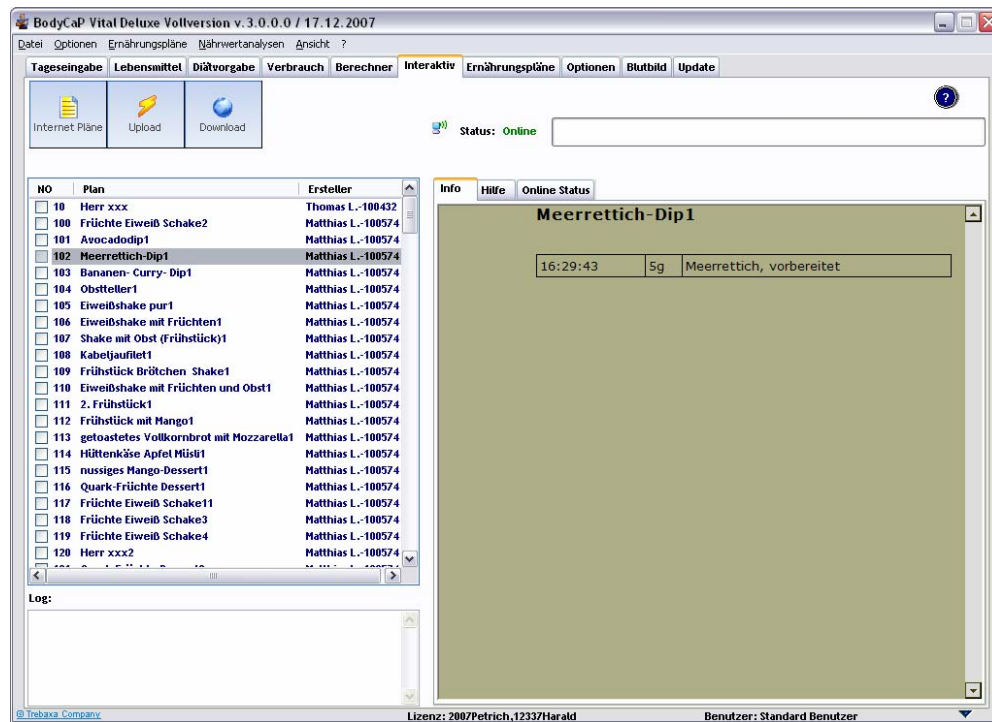 BodyCaP Vital Deluxe Vollversion v.3.0.0.0 / 17.12.2007
Datei Optionen Ernährungspläne Nährwertanalysen Ansicht ?
Tageseingabe Lebensmittel Diätvorgabe Verbrauch Berechner Interaktiv Ernährungspläne Optionen Blutbild Update
Internet Pläne Upload Download
Status: Online
?
NO Plan Ersteller
10 Herr xxx Thomas L.-100432
100 Früchte Eiweiß Schake2 Matthias L.-100574
101 Avocadodip1 Matthias L.-100574
102 Meerrettich-Dip1 Matthias L.-100574
103 Bananen- Curry- Dip1 Matthias L.-100574
104 Obstteller1 Matthias L.-100574
105 Eiweißshake pur1 Matthias L.-100574
106 Eiweißshake mit Früchten1 Matthias L.-100574
107 Shake mit Obst (Frühstück)1 Matthias L.-100574
108 Kabeljaufilet1 Matthias L.-100574
109 Frühstück Brötchen Shake1 Matthias L.-100574
110 Eiweißshake mit Früchten und Obst1 Matthias L.-100574
111 2. Frühstück1 Matthias L.-100574
112 Frühstück mit Mango1 Matthias L.-100574
113 getoastetes Vollkornbrot mit Mozzarella1 Matthias L.-100574
114 Hüttenkäse Apfel Müsli1 Matthias L.-100574
115 nussiges Mango-Dessert1 Matthias L.-100574
116 Quark-Früchte Dessert1 Matthias L.-100574
117 Früchte Eiweiß Schake11 Matthias L.-100574
118 Früchte Eiweiß Schake3 Matthias L.-100574
119 Früchte Eiweiß Schake4 Matthias L.-100574
120 Herr xxx2 Matthias L.-100574
Log:
Info Hilfe Online Status
Meerrettich-Dip1
16:29:43 5g Meerrettich, vorbereitet
@ Trebaxa Company
Lizenz: 2007Petrich,12337Harald
Benutzer: Standard Benutzer